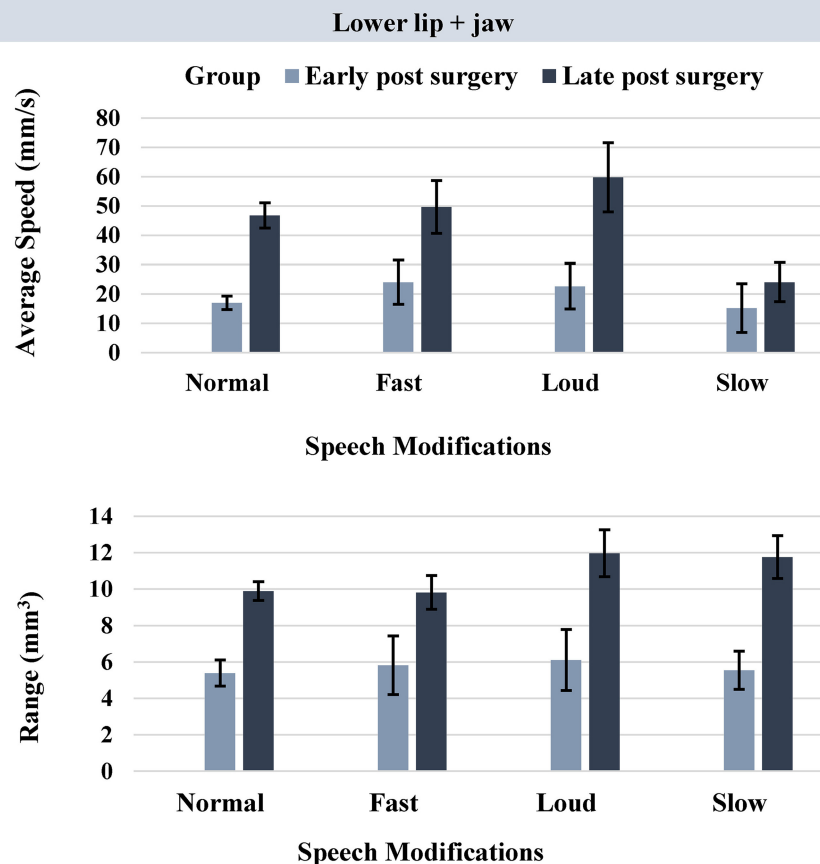 Lower lip + jaw
Group Early post surgery Late post surgery
Average Speed (mm/s)
80
70
60
50
40
30
20
10
0
Normal Fast Loud Slow
Speech Modifications
Range (mm³)
14
12
10
8
6
4
2
0
Normal Fast Loud Slow
Speech Modifications